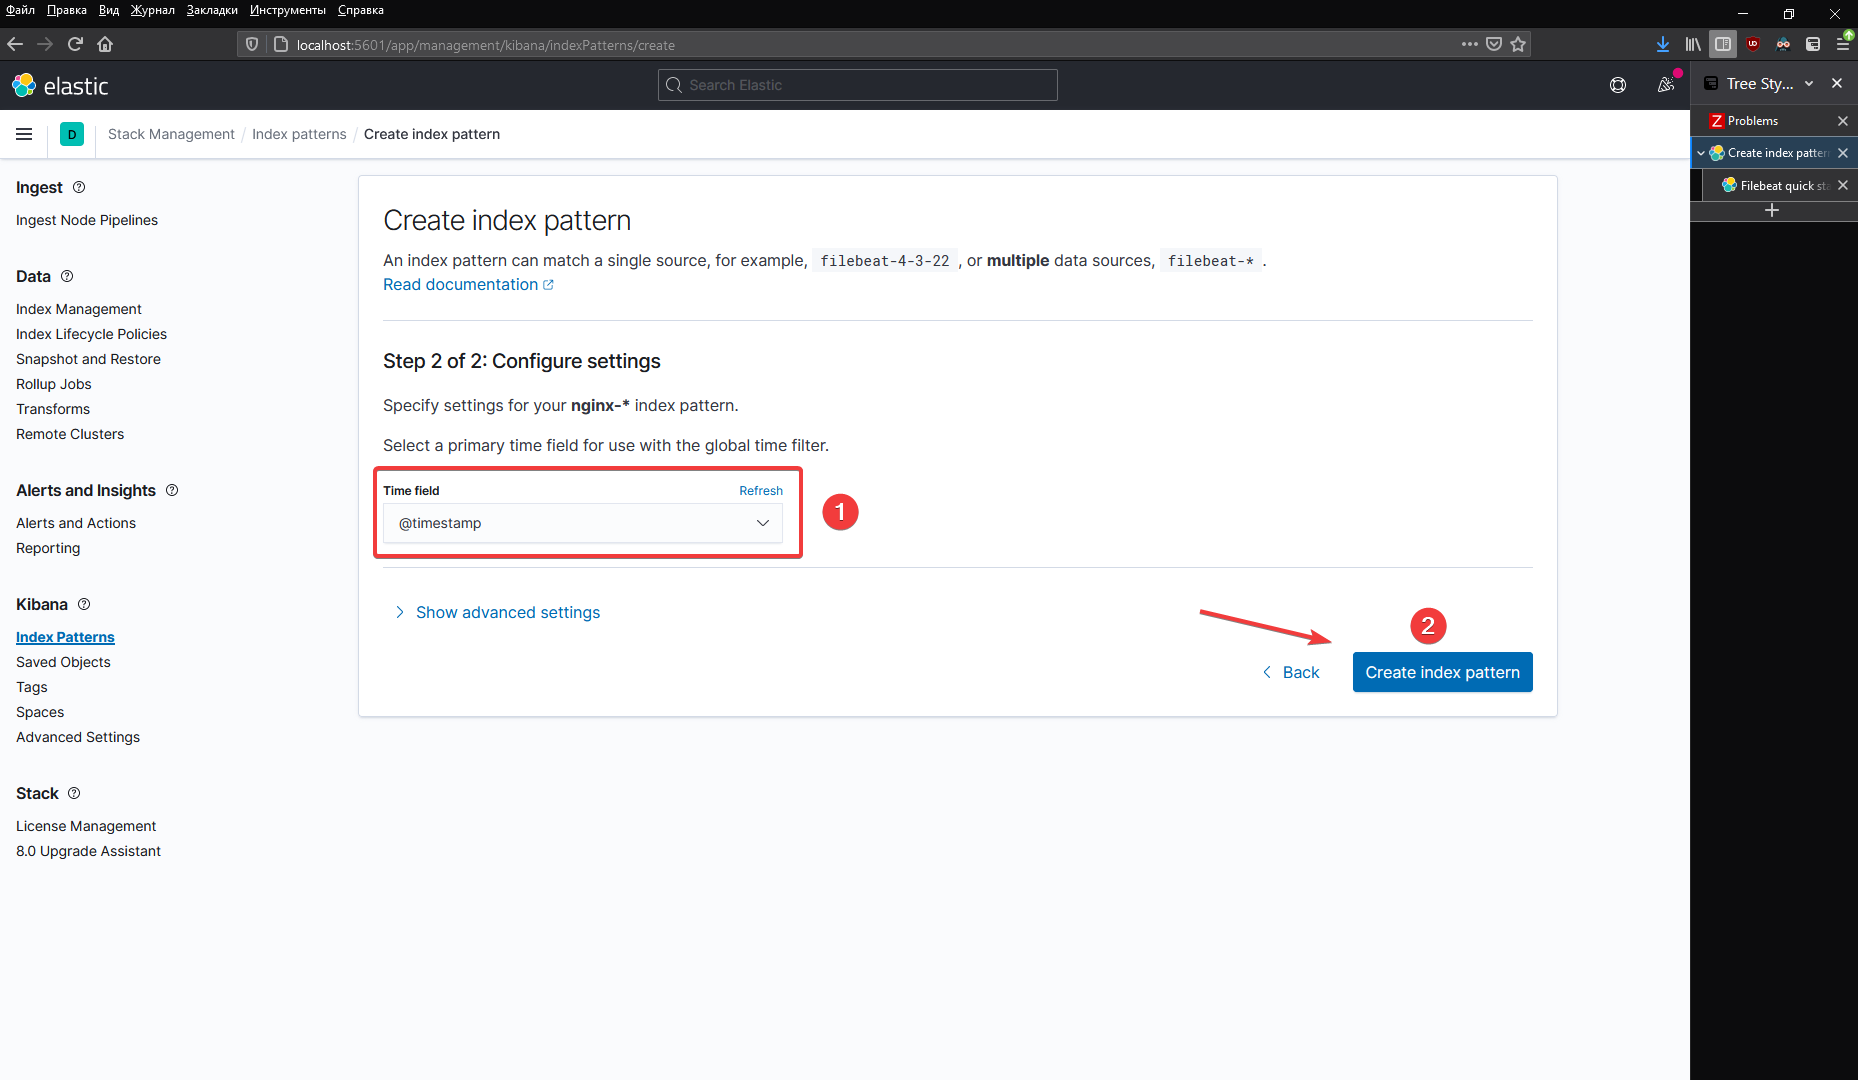 Файл Правка Вид Журнал Закладки Инструменты Справка
localhost:5601/app/management/kibana/indexPatterns/create
elastic
Search Elastic
Tree Sty...
D
Stack Management / Index patterns / Create index pattern
Z Problems
Create index patter
Filebeat quick sta
Ingest
Ingest Node Pipelines
Data
Index Management
Index Lifecycle Policies
Snapshot and Restore
Rollup Jobs
Transforms
Remote Clusters
Alerts and Insights
Alerts and Actions
Reporting
Kibana
Index Patterns
Saved Objects
Tags
Spaces
Advanced Settings
Stack
License Management
8.0 Upgrade Assistant
Create index pattern
An index pattern can match a single source, for example, filebeat-4-3-22 , or multiple data sources, filebeat-* .
Read documentation
Step 2 of 2: Configure settings
Specify settings for your nginx-* index pattern.
Select a primary time field for use with the global time filter.
Time field Refresh
@timestamp
1
Show advanced settings
2
Back Create index pattern